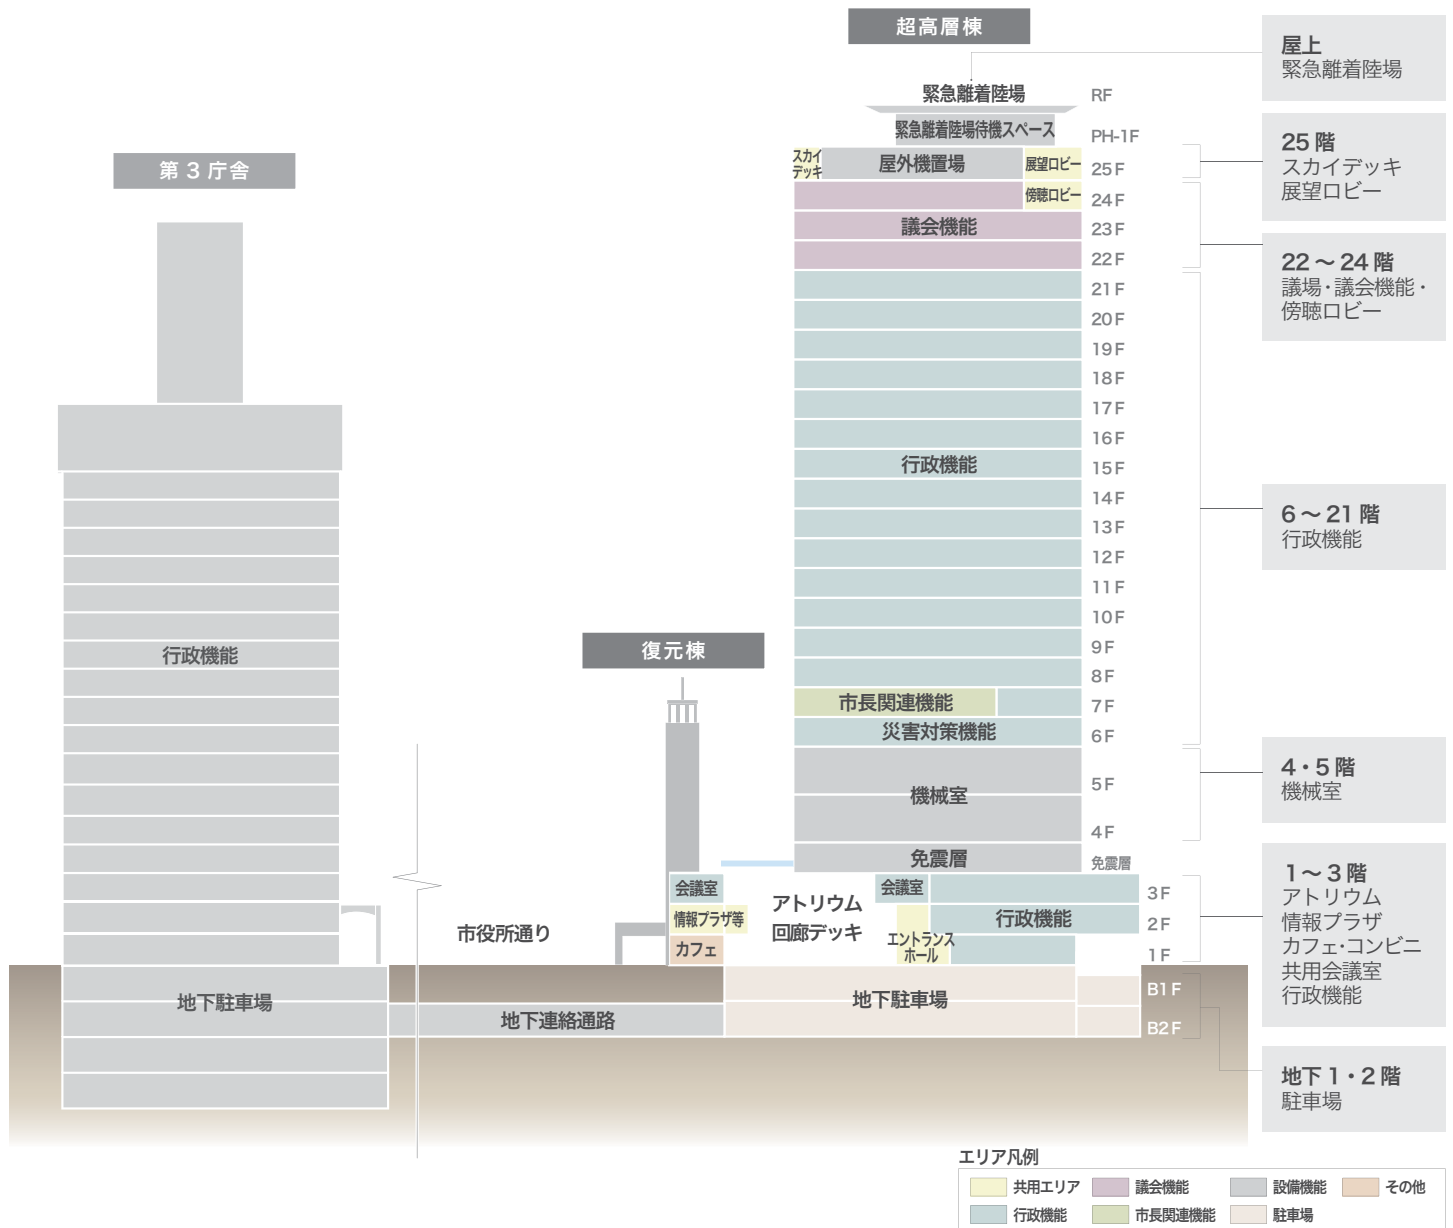 超高層棟
屋上
緊急離着陸場
緊急離着陸場
RF
緊急離着陸場待機スペース
PH-1F
25階
スカイデッキ
展望ロビー
スカイ
デッキ
屋外機置場
展望ロビー
25F
第3庁舎
傍聴ロビー
24F
議会機能
23F
22F
22～24階
議場・議会機能・
傍聴ロビー
21F
20F
19F
18F
17F
16F
行政機能
15F
14F
13F
12F
11F
10F
9F
8F
6～21階
行政機能
行政機能
復元棟
市長関連機能
7F
災害対策機能
6F
機械室
5F
4F
4・5階
機械室
免震層
免震層
会議室
情報プラザ等
カフェ
アトリウム
回廊デッキ
会議室
3F
行政機能
2F
エントランス
ホール
1F
1～3階
アトリウム
情報プラザ
カフェ・コンビニ
共用会議室
行政機能
市役所通り
地下駐車場
地下連絡通路
地下駐車場
B1F
B2F
地下1・2階
駐車場
エリア凡例
共用エリア
議会機能
設備機能
その他
行政機能
市長関連機能
駐車場